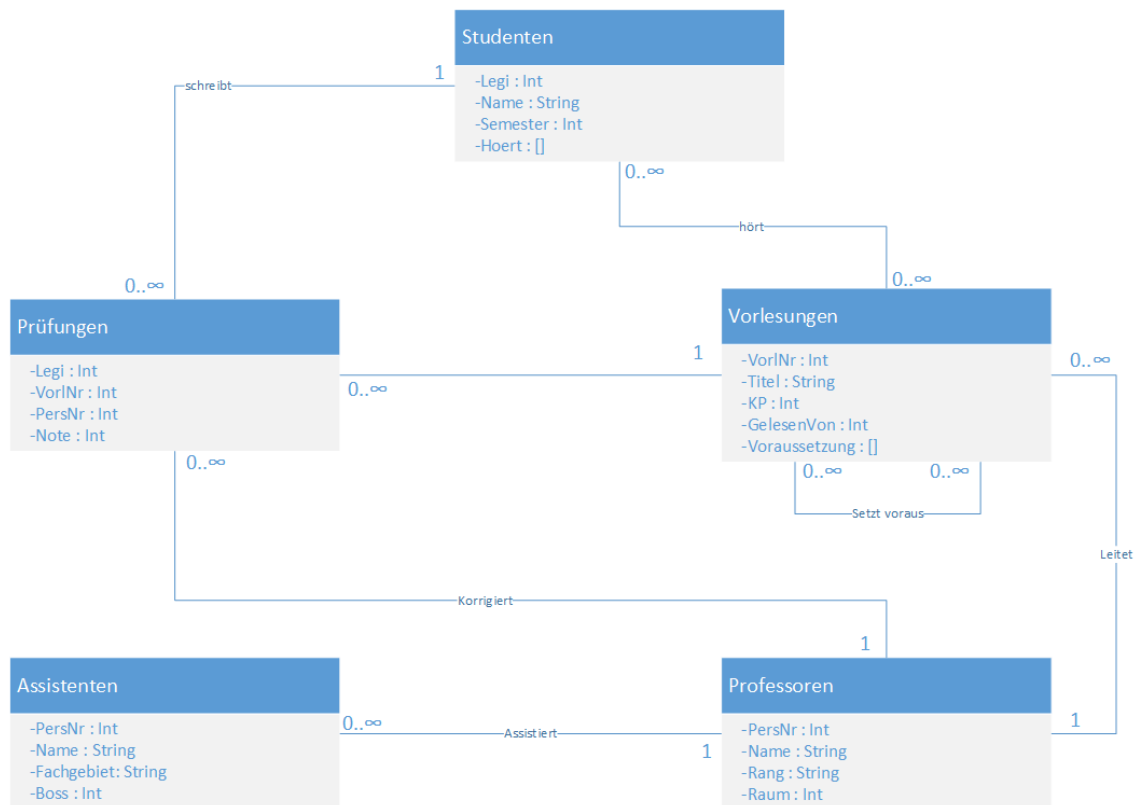 Studenten
-Legi : Int
-Name : String
-Semester : Int
-Hoert : []
1
schreibt
0..∞
hört
0..∞
0..∞
Prüfungen
-Legi : Int
-VorlNr : Int
-PersNr : Int
-Note : Int
0..∞
1
Vorlesungen
-VorlNr : Int
-Titel : String
-KP : Int
-GelesenVon : Int
-Voraussetzung : []
0..∞
0..∞
0..∞
0..∞
Setzt voraus
Leitet
Korrigiert
1
Assistenten
-PersNr : Int
-Name : String
-Fachgebiet: String
-Boss : Int
0..∞
Assistiert
1
Professoren
-PersNr : Int
-Name : String
-Rang : String
-Raum : Int
1